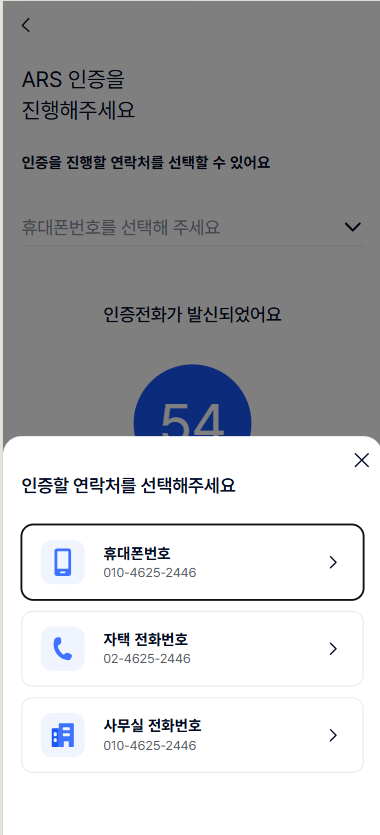 ARS 인증을
진행해주세요
인증을 진행할 연락처를 선택할 수 있어요
휴대폰번호를 선택해 주세요
인증전화가 발신되었어요
54
인증할 연락처를 선택해주세요
휴대폰번호
010-4625-2446
자택 전화번호
02-4625-2446
사무실 전화번호
010-4625-2446